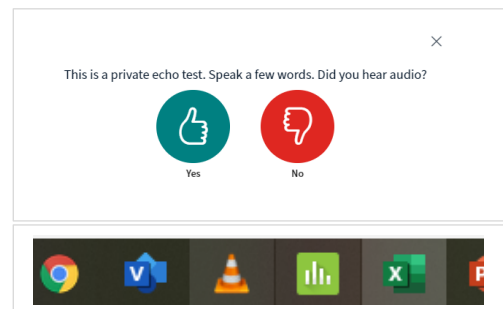 This is a private echo test. Speak a few words. Did you hear audio?
Yes
No
V
X
P